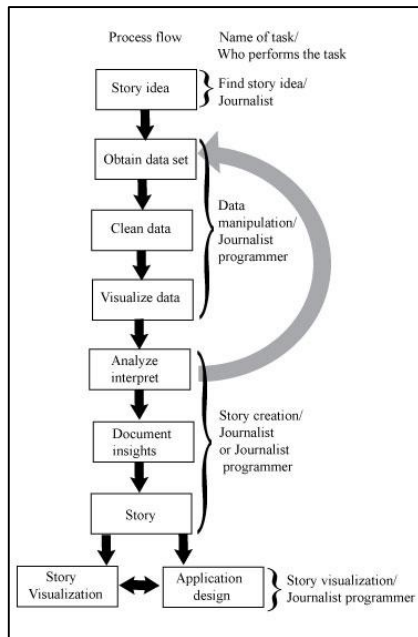 Process flow
Name of task/
Who performs the task
Story idea
Find story idea/
Journalist
Obtain data set
Clean data
Data
manipulation/
Journalist
programmer
Visualize data
Analyze
interpret
Document
insights
Story creation/
Journalist
or Journalist
programmer
Story
Story
Visualization
Application
design
Story visualization/
Journalist programmer